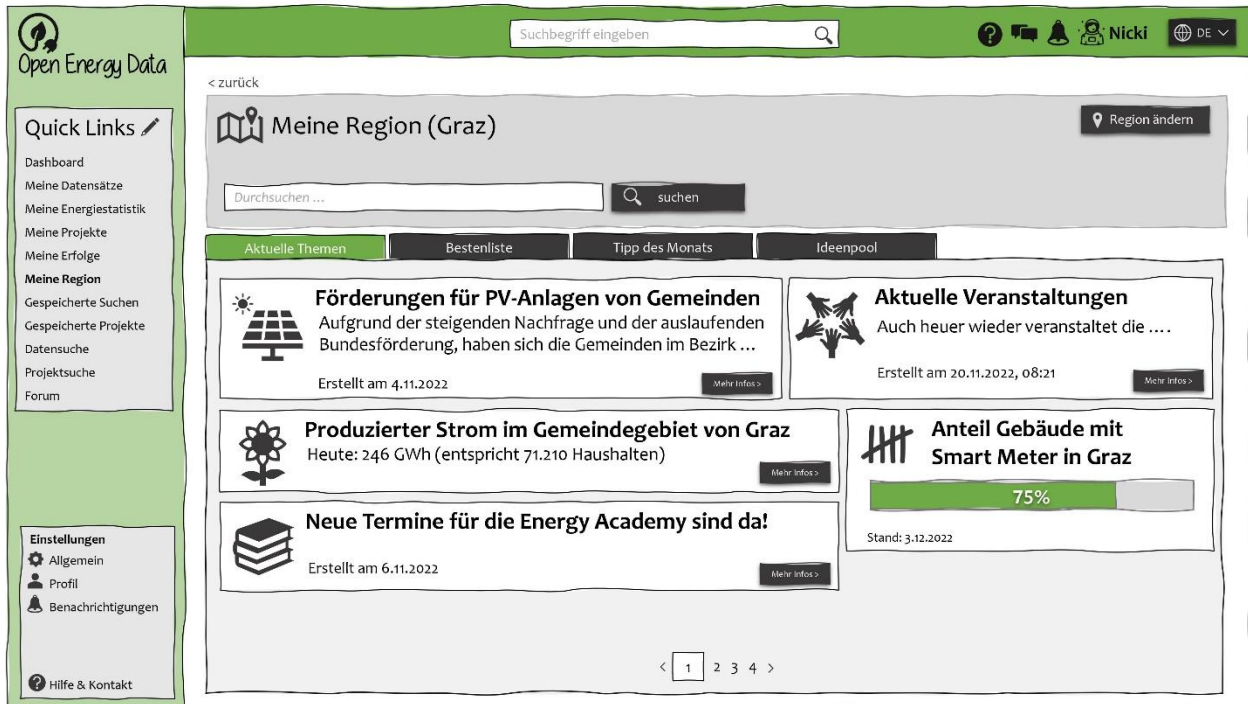 Open Energy Data
Suchbegriff eingeben
Nicki
DE
Quick Links
Dashboard
Meine Datensätze
Meine Energiestatistik
Meine Projekte
Meine Erfolge
Meine Region
Gespeicherte Suchen
Gespeicherte Projekte
Datensuche
Projektsuche
Forum
Einstellungen
Allgemein
Profil
Benachrichtigungen
Hilfe & Kontakt
< zurück
Meine Region (Graz)
Region ändern
Durchsuchen ...
suchen
Aktuelle Themen
Bestenliste
Tipp des Monats
Ideenpool
Förderungen für PV-Anlagen von Gemeinden
Aufgrund der steigenden Nachfrage und der auslaufenden
Bundesförderung, haben sich die Gemeinden im Bezirk ...
Erstellt am 4.11.2022
Mehr Infos >
Aktuelle Veranstaltungen
Auch heuer wieder veranstaltet die ....
Erstellt am 20.11.2022, 08:21
Mehr Infos >
Produzierter Strom im Gemeindegebiet von Graz
Heute: 246 GWh (entspricht 71.210 Haushalten)
Mehr Infos >
Anteil Gebäude mit
Smart Meter in Graz
75%
Stand: 3.12.2022
Neue Termine für die Energy Academy sind da!
Erstellt am 6.11.2022
Mehr Infos >
< 1 2 3 4 >